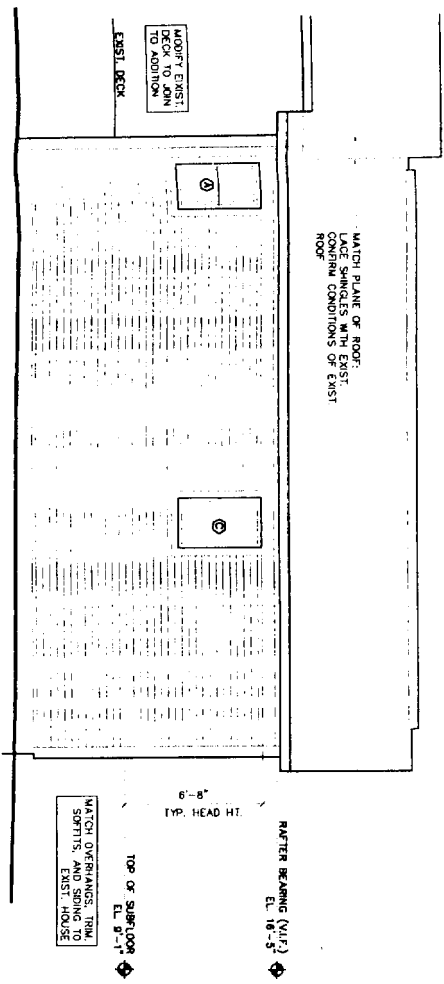 MATCH PLANE OF ROOF:
LACE SHINGLES WITH EXIST.
CONFIRM CONDITIONS OF EXIST
ROOF
MODIFY EXIST.
DECK TO JOIN
TO ADDITION
EXIST. DECK
A
C
RAFTER BEARING (V.I.F.)
EL. 16'-5"
6'-8"
TYP. HEAD HT.
TOP OF SUBFLOOR
EL. 9'-1"
MATCH OVERHANGS, TRIM,
SOFFITS, AND SIDING TO
EXIST. HOUSE